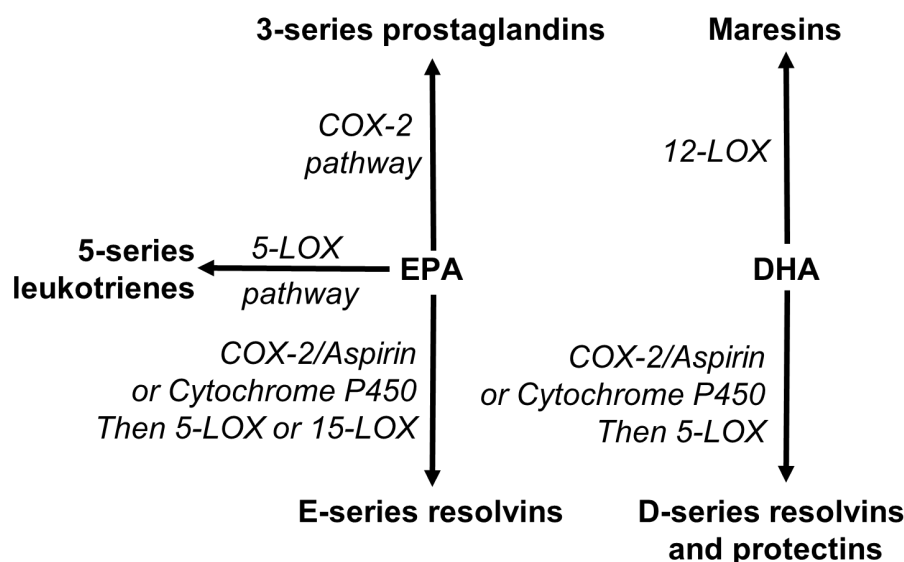 3-series prostaglandins
Maresins
COX-2
pathway
12-LOX
5-series
leukotrienes
5-LOX
pathway
EPA
DHA
COX-2/Aspirin
or Cytochrome P450
Then 5-LOX or 15-LOX
COX-2/Aspirin
or Cytochrome P450
Then 5-LOX
E-series resolvins
D-series resolvins
and protectins